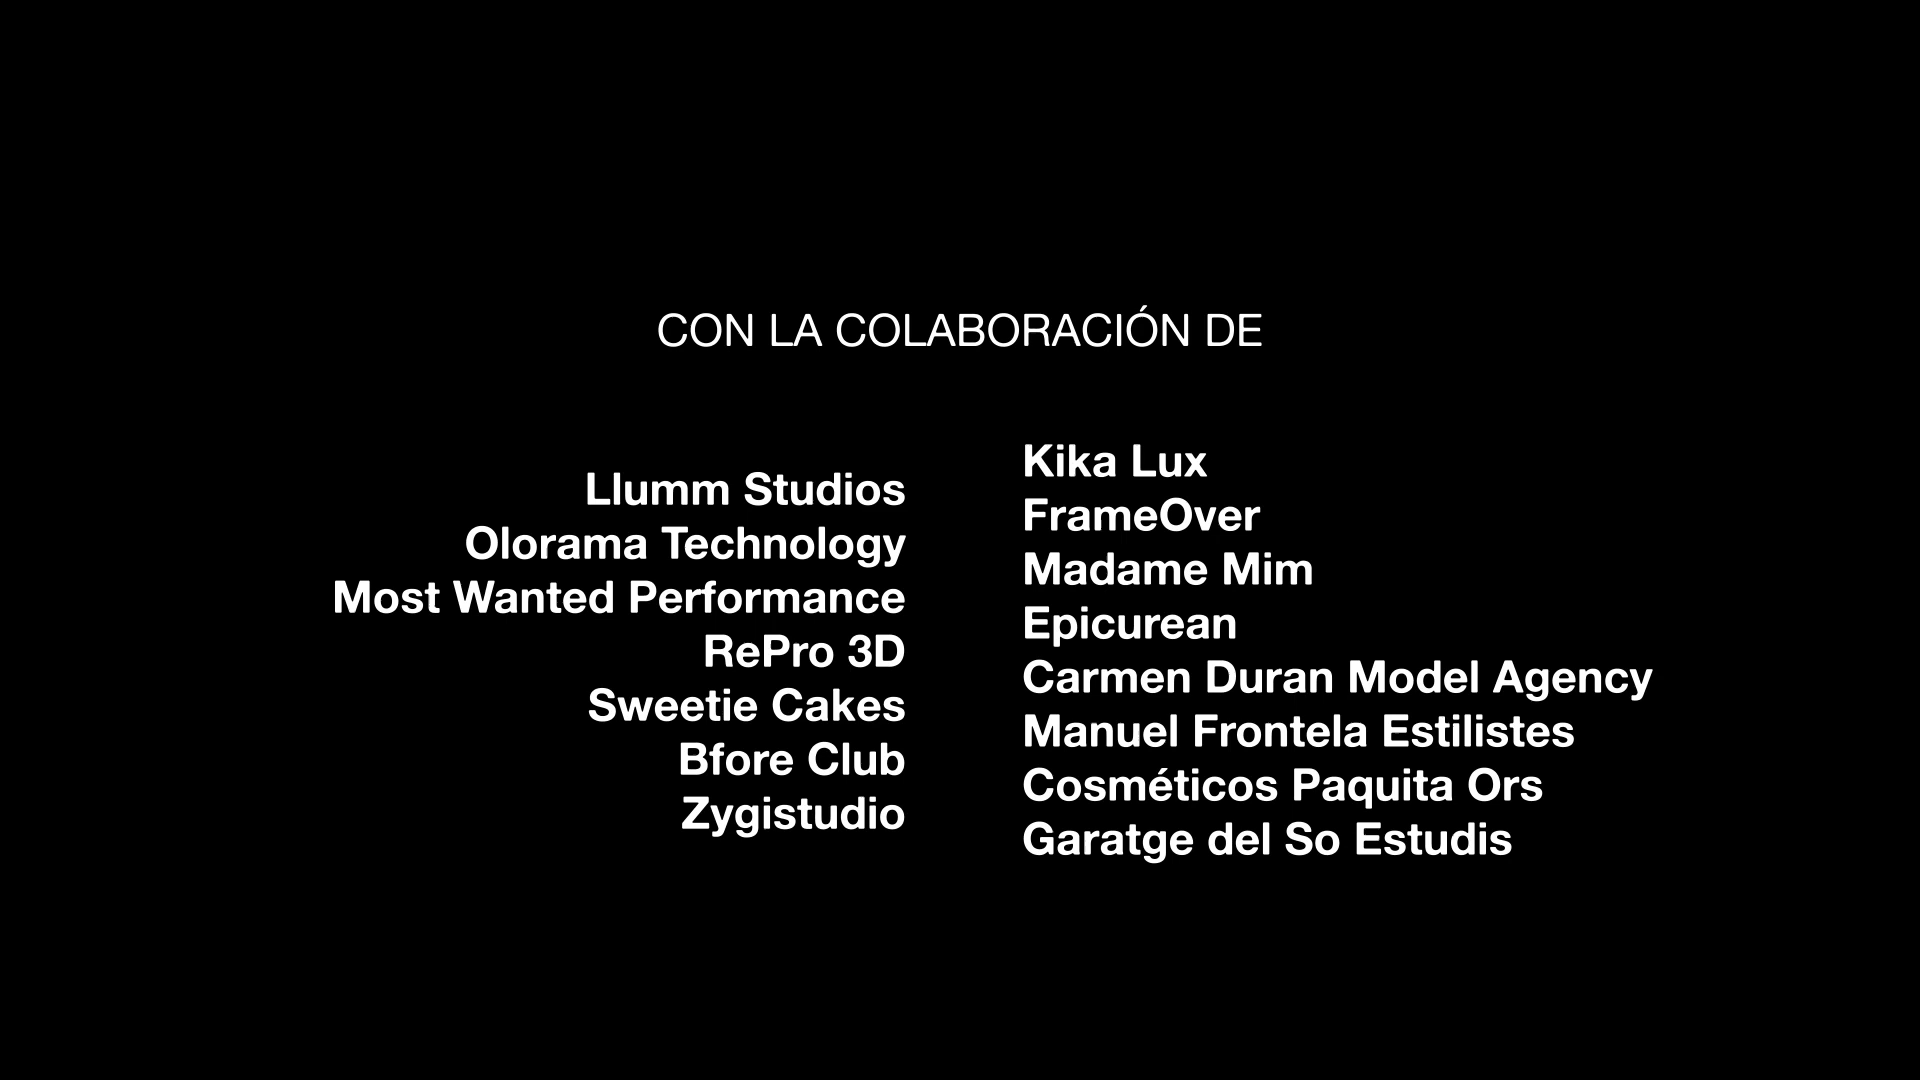 CON LA COLABORACIÓN DE
Llumm Studios
Olorama Technology
Most Wanted Performance
RePro 3D
Sweetie Cakes
Bfore Club
Zygistudio
Kika Lux
FrameOver
Madame Mim
Epicurean
Carmen Duran Model Agency
Manuel Frontela Estilistes
Cosméticos Paquita Ors
Garatge del So Estudis